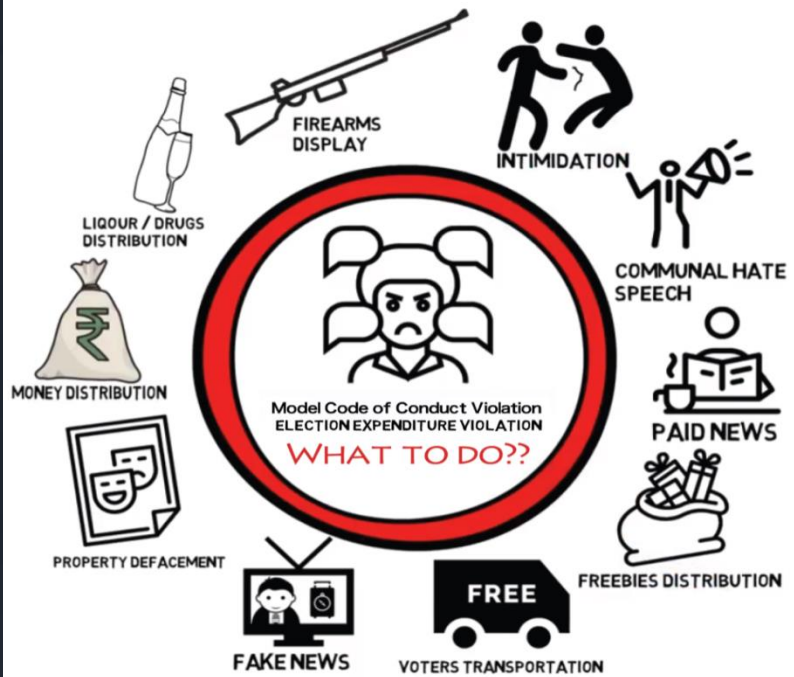 FIREARMS
DISPLAY
INTIMIDATION
LIQOUR / DRUGS
DISTRIBUTION
COMMUNAL HATE
SPEECH
₹
MONEY DISTRIBUTION
Model Code of Conduct Violation
ELECTION EXPENDITURE VIOLATION
WHAT TO DO??
PAID NEWS
PROPERTY DEFACEMENT
FREE
FREEBIES DISTRIBUTION
FAKE NEWS
VOTERS TRANSPORTATION